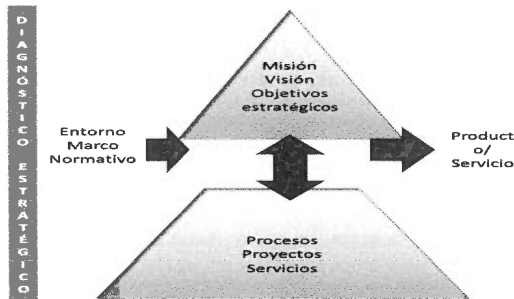 DIAGNÓSTICO ESTRATÉGICO
Misión
Visión
Objetivos
estratégicos
Entorno
Marco
Normativo
Product
o/
Servicio
Procesos
Proyectos
Servicios